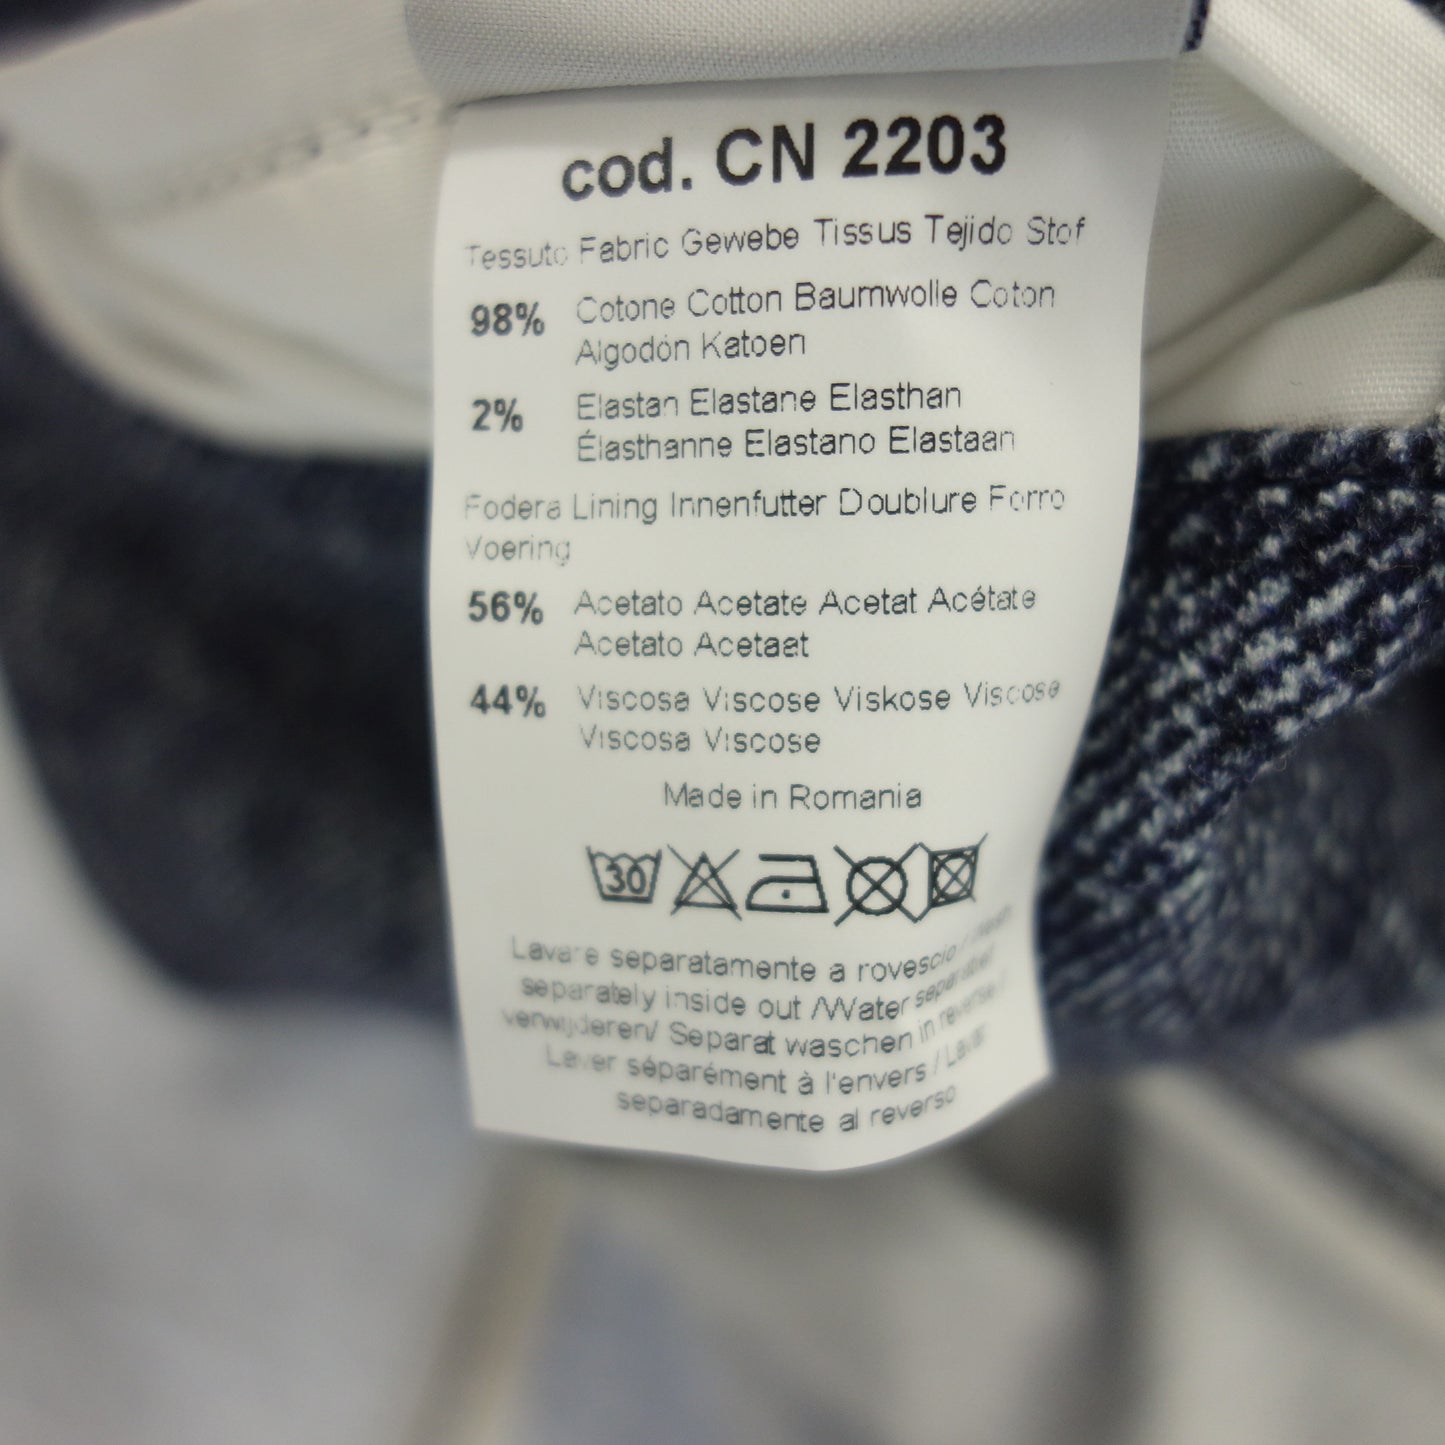 cod. CN 2203
Tessuto Fabric Gewebe Tissus Tejido Stof
98% Cotone Cotton Baumwolle Coton
Algodón Katoen
2% Elastan Elastane Elasthan
Élasthanne Elastano Elastaan
Fodera Lining Innenfutter Doublure Forro
Voering
56% Acetato Acetate Acetat Acétate
Acetato Acetaat
44% Viscosa Viscose Viskose Viscose
Viscosa Viscose
Made in Romania
30
Lavare separatamente a rovescio /
separately inside out /Water separabel
verwijderen/ Separat waschen in reverse /
Laver séparément à l'envers / Lavar
separadamente al reverso